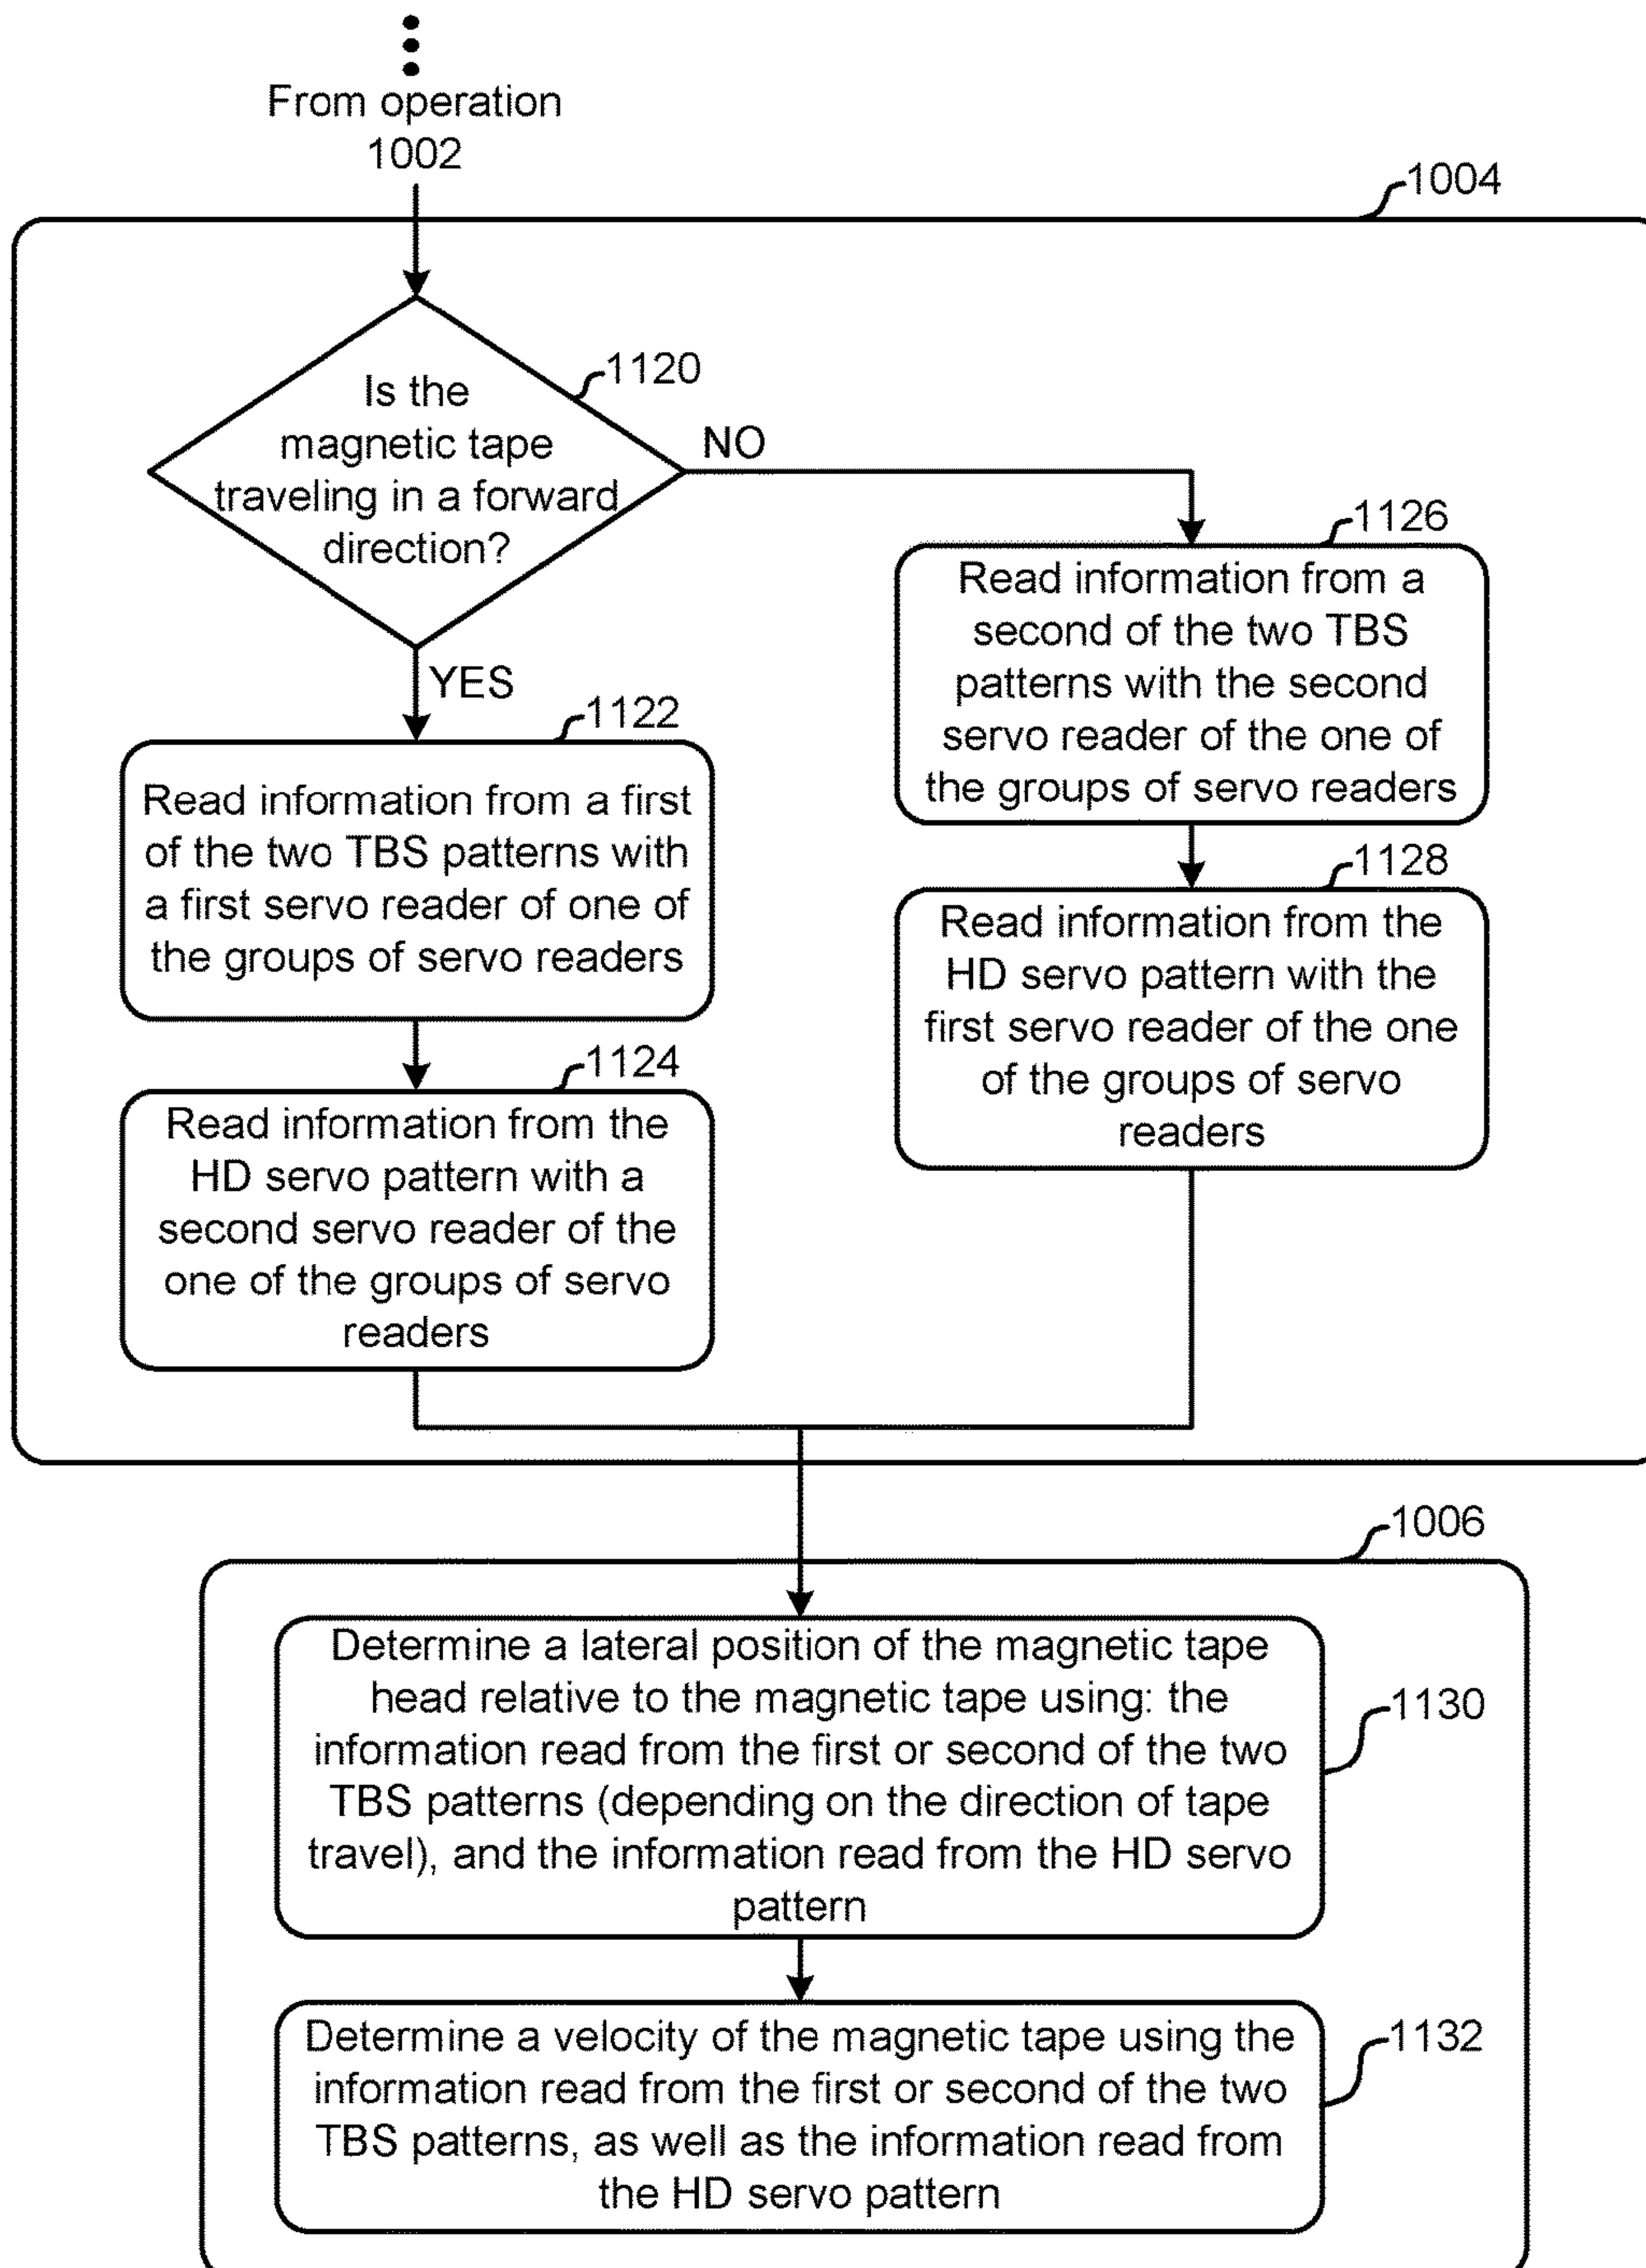 From operation
1002
1004
1120
Is the
magnetic tape
traveling in a forward
direction?
NO
YES
1122
Read information from a first
of the two TBS patterns with
a first servo reader of one of
the groups of servo readers
1124
Read information from the
HD servo pattern with a
second servo reader of the
one of the groups of servo
readers
1126
Read information from a
second of the two TBS
patterns with the second
servo reader of the one of
the groups of servo readers
1128
Read information from the
HD servo pattern with the
first servo reader of the one
of the groups of servo
readers
1006
Determine a lateral position of the magnetic tape
head relative to the magnetic tape using: the
information read from the first or second of the two
TBS patterns (depending on the direction of tape
travel), and the information read from the HD servo
pattern
1130
Determine a velocity of the magnetic tape using the
information read from the first or second of the two
TBS patterns, as well as the information read from
the HD servo pattern
1132